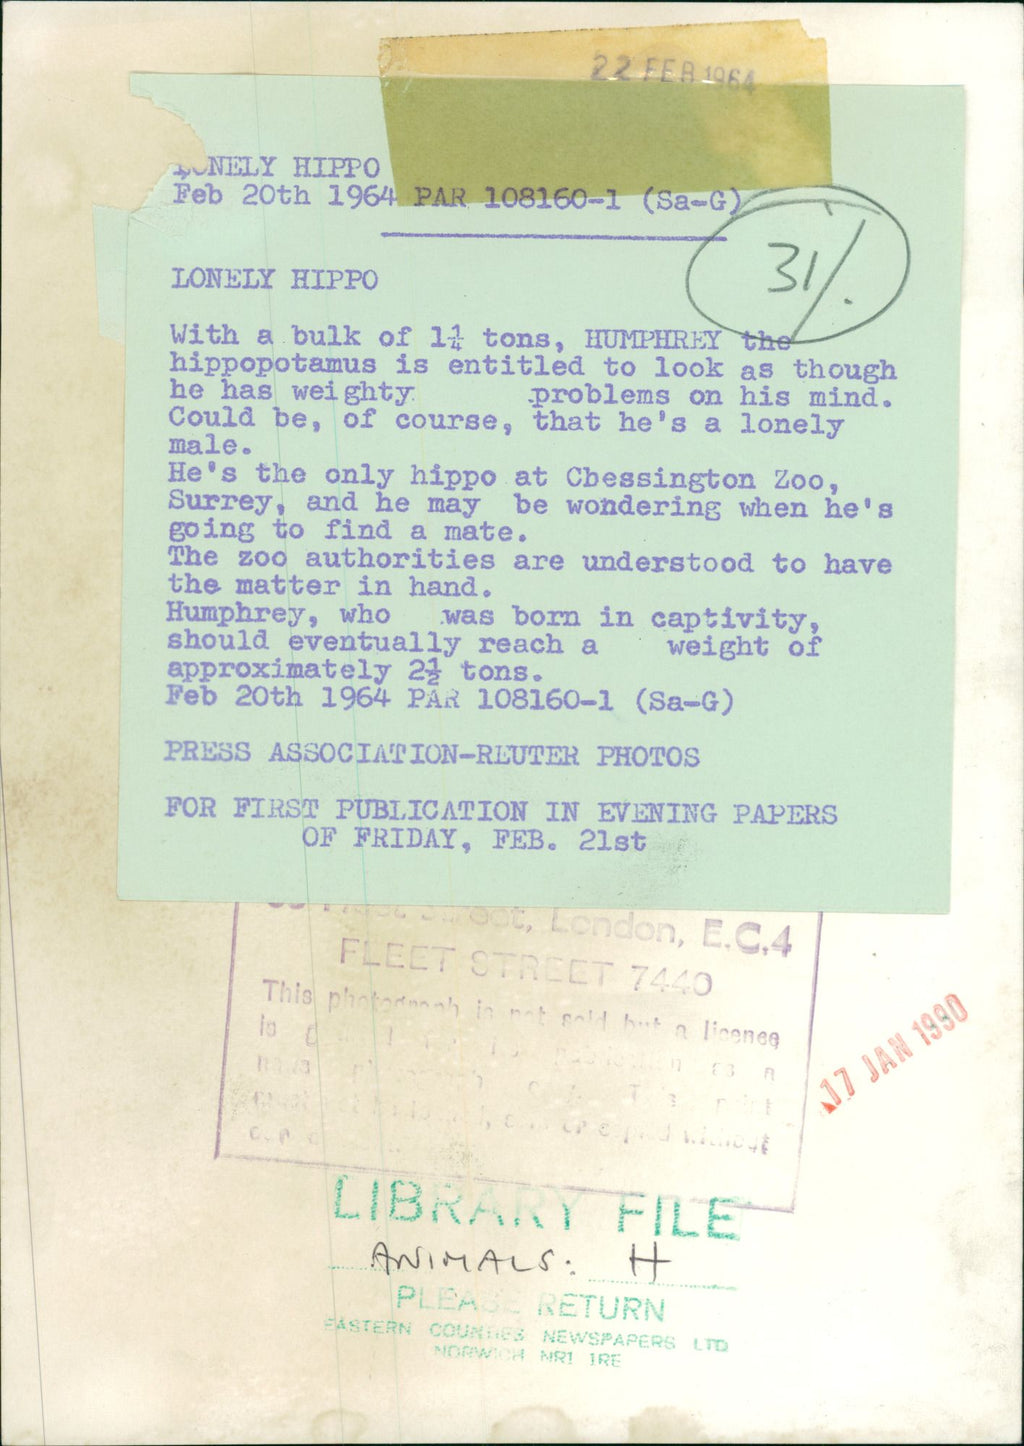 22 FEB 1964
LONELY HIPPO
Feb 20th 1964 PAR 108160-1 (Sa-G)
31/.
LONELY HIPPO
With a bulk of 1¼ tons, HUMPHREY the
hippopotamus is entitled to look as though
he has weighty problems on his mind.
Could be, of course, that he's a lonely
male.
He's the only hippo at Chessington Zoo,
Surrey, and he may be wondering when he's
going to find a mate.
The zoo authorities are understood to have
the matter in hand.
Humphrey, who was born in captivity,
should eventually reach a weight of
approximately 2½ tons.
Feb 20th 1964 PAR 108160-1 (Sa-G)
PRESS ASSOCIATION-REUTER PHOTOS
FOR FIRST PUBLICATION IN EVENING PAPERS
OF FRIDAY, FEB. 21st
Fleet Street, London, E.C.4
FLEET STREET 7440
This photograph is not sold but a licence
17 JAN 1990
LIBRARY FILE
ANIMALS: H
PLEASE RETURN
EASTERN COUNTIES NEWSPAPERS LTD
NORWICH NR1 1RE